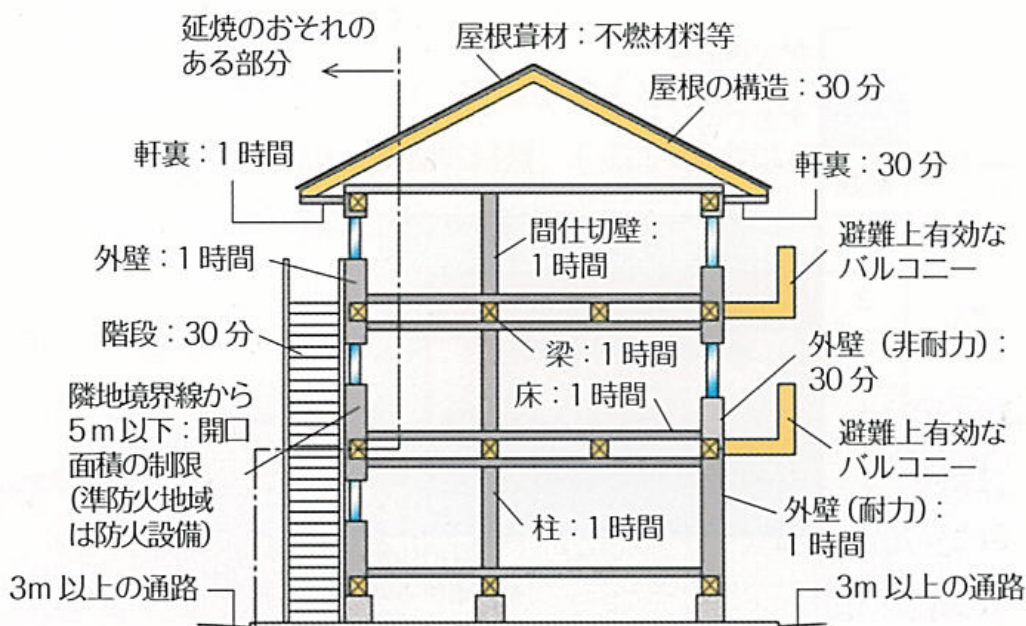 延焼のおそれの
ある部分
屋根葺材：不燃材料等
屋根の構造：30分
軒裏：1時間
軒裏：30分
間仕切壁：
1時間
避難上有効な
バルコニー
外壁：1時間
階段：30分
梁：1時間
外壁（非耐力）：
30分
床：1時間
隣地境界線から
5m以下：開口
面積の制限
（準防火地域
は防火設備）
避難上有効な
バルコニー
柱：1時間
外壁（耐力）：
1時間
3m以上の通路
3m以上の通路